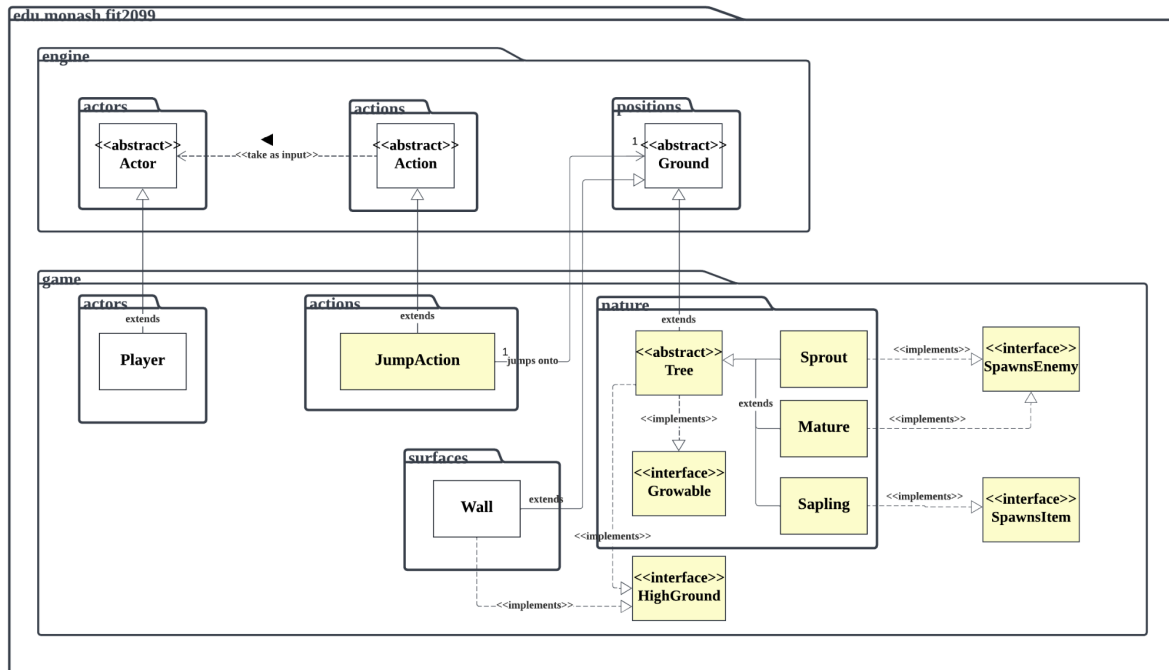 edu.monash.fit2099
engine
actors
<<abstract>>
Actor
<<take as input>>
actions
<<abstract>>
Action
positions
1
<<abstract>>
Ground
game
actors
extends
Player
actions
extends
JumpAction
1
jumps onto
surfaces
Wall
extends
<<implements>>
nature
extends
<<abstract>>
Tree
<<implements>>
<<interface>>
Growable
extends
Sprout
Mature
Sapling
<<implements>>
<<implements>>
<<implements>>
<<interface>>
SpawnsEnemy
<<interface>>
SpawnsItem
<<implements>>
<<interface>>
HighGround